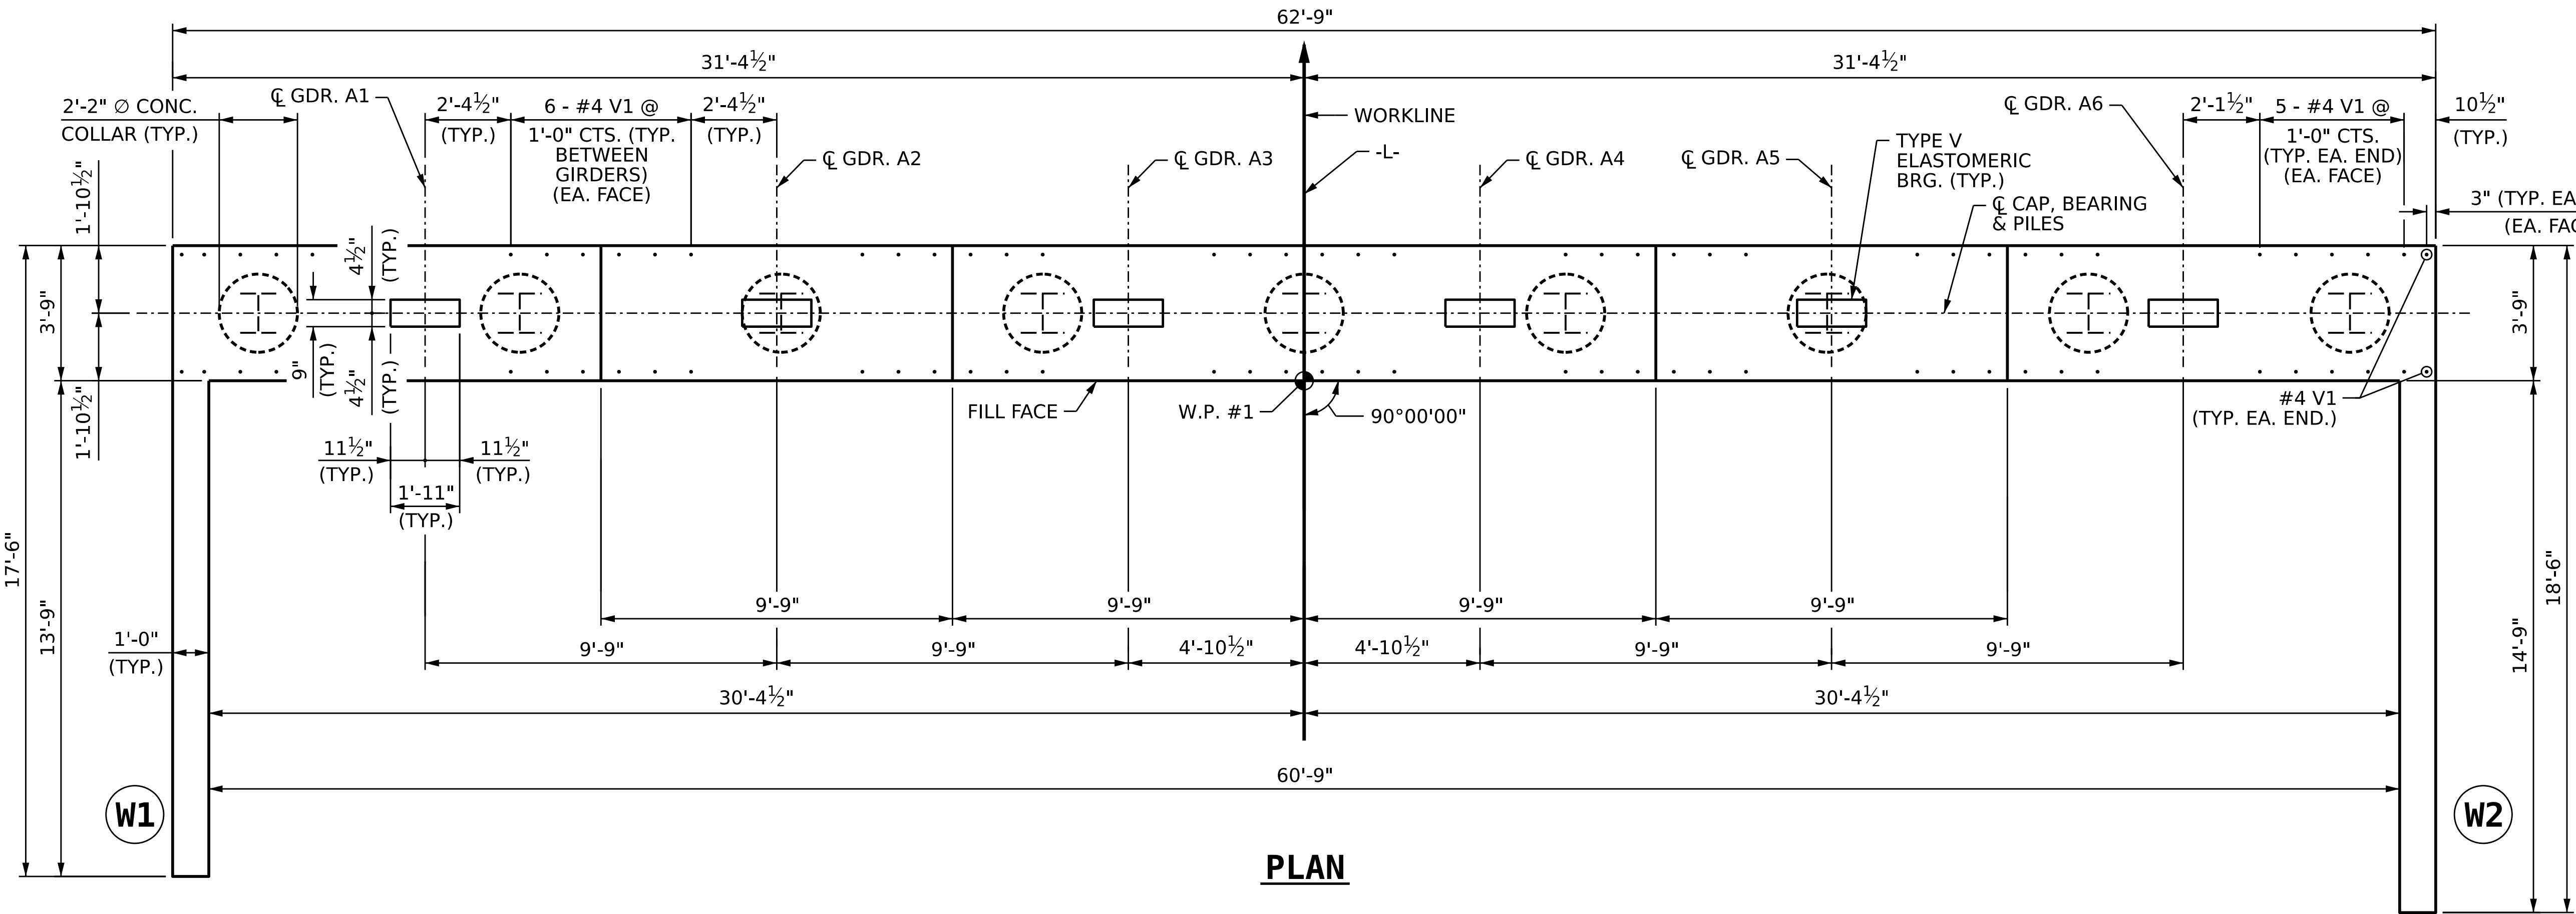 62'-9"
31'-4½"
31'-4½"
2'-2" ∅ CONC.
COLLAR (TYP.)
℄ GDR. A1
2'-4½"
(TYP.)
6 - #4 V1 @
1'-0" CTS. (TYP.
BETWEEN
GIRDERS)
(EA. FACE)
2'-4½"
(TYP.)
℄ GDR. A2
℄ GDR. A3
WORKLINE
-L-
℄ GDR. A4
℄ GDR. A5
TYPE V
ELASTOMERIC
BRG. (TYP.)
℄ GDR. A6
℄ CAP, BEARING
& PILES
2'-1½"
5 - #4 V1 @
1'-0" CTS.
(TYP. EA. END)
(EA. FACE)
10½"
(TYP.)
3" (TYP. EA
(EA. FAC
1'-10½"
1'-10½"
3'-9"
17'-6"
13'-9"
4½"
(TYP.)
9"
(TYP.)
4½"
(TYP.)
11½"
(TYP.)
11½"
(TYP.)
1'-11"
(TYP.)
FILL FACE
W.P. #1
90°00'00"
#4 V1
(TYP. EA. END.)
3'-9"
14'-9"
18'-6"
9'-9"
9'-9"
9'-9"
9'-9"
1'-0"
(TYP.)
9'-9"
9'-9"
4'-10½"
4'-10½"
9'-9"
9'-9"
30'-4½"
30'-4½"
60'-9"
W1
W2
PLAN